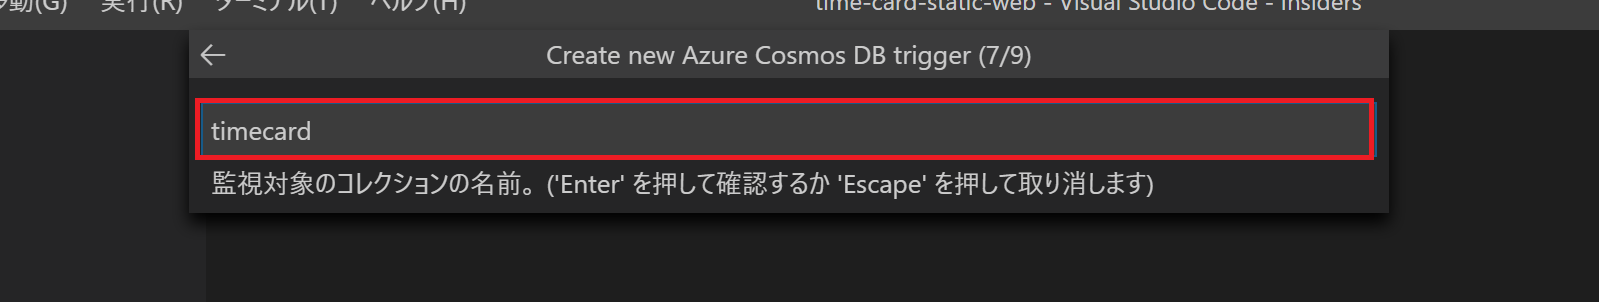 移動(G) 実行(R) ターミナル(T) ヘルプ(H) time-card-static-web - Visual Studio Code - Insiders
Create new Azure Cosmos DB trigger (7/9)
timecard
監視対象のコレクションの名前。('Enter' を押して確認するか 'Escape' を押して取り消します)